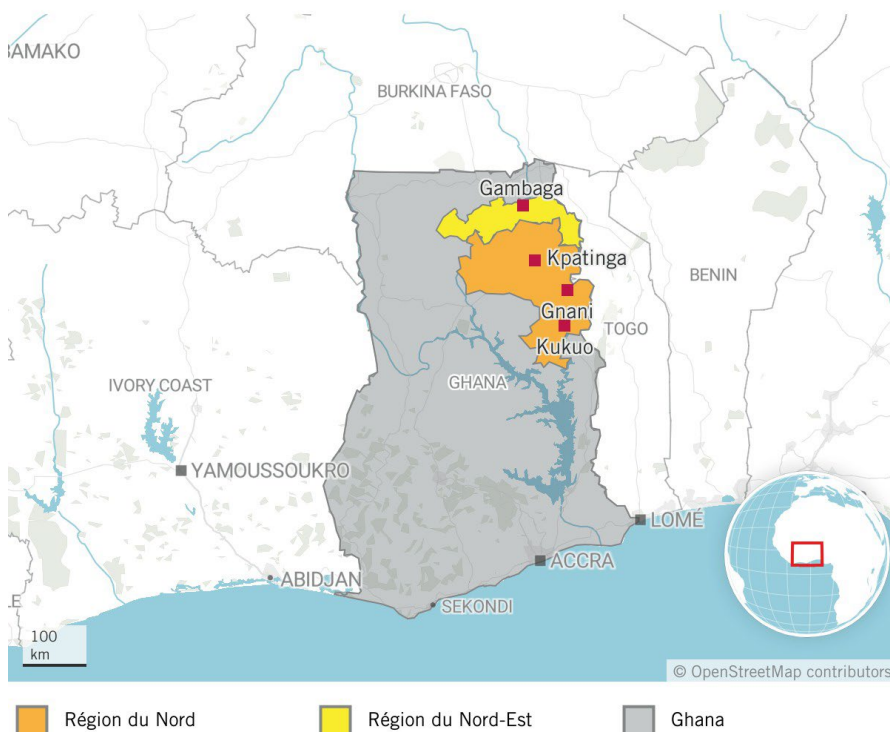 BAMAKO
BURKINA FASO
Gambaga
Kpatinga
BENIN
Gnani
TOGO
Kukuo
GHANA
IVORY COAST
YAMOUSSOUKRO
LOMÉ
ACCRA
ABIDJAN
SEKONDI
100
km
© OpenStreetMap contributors
Région du Nord
Région du Nord-Est
Ghana